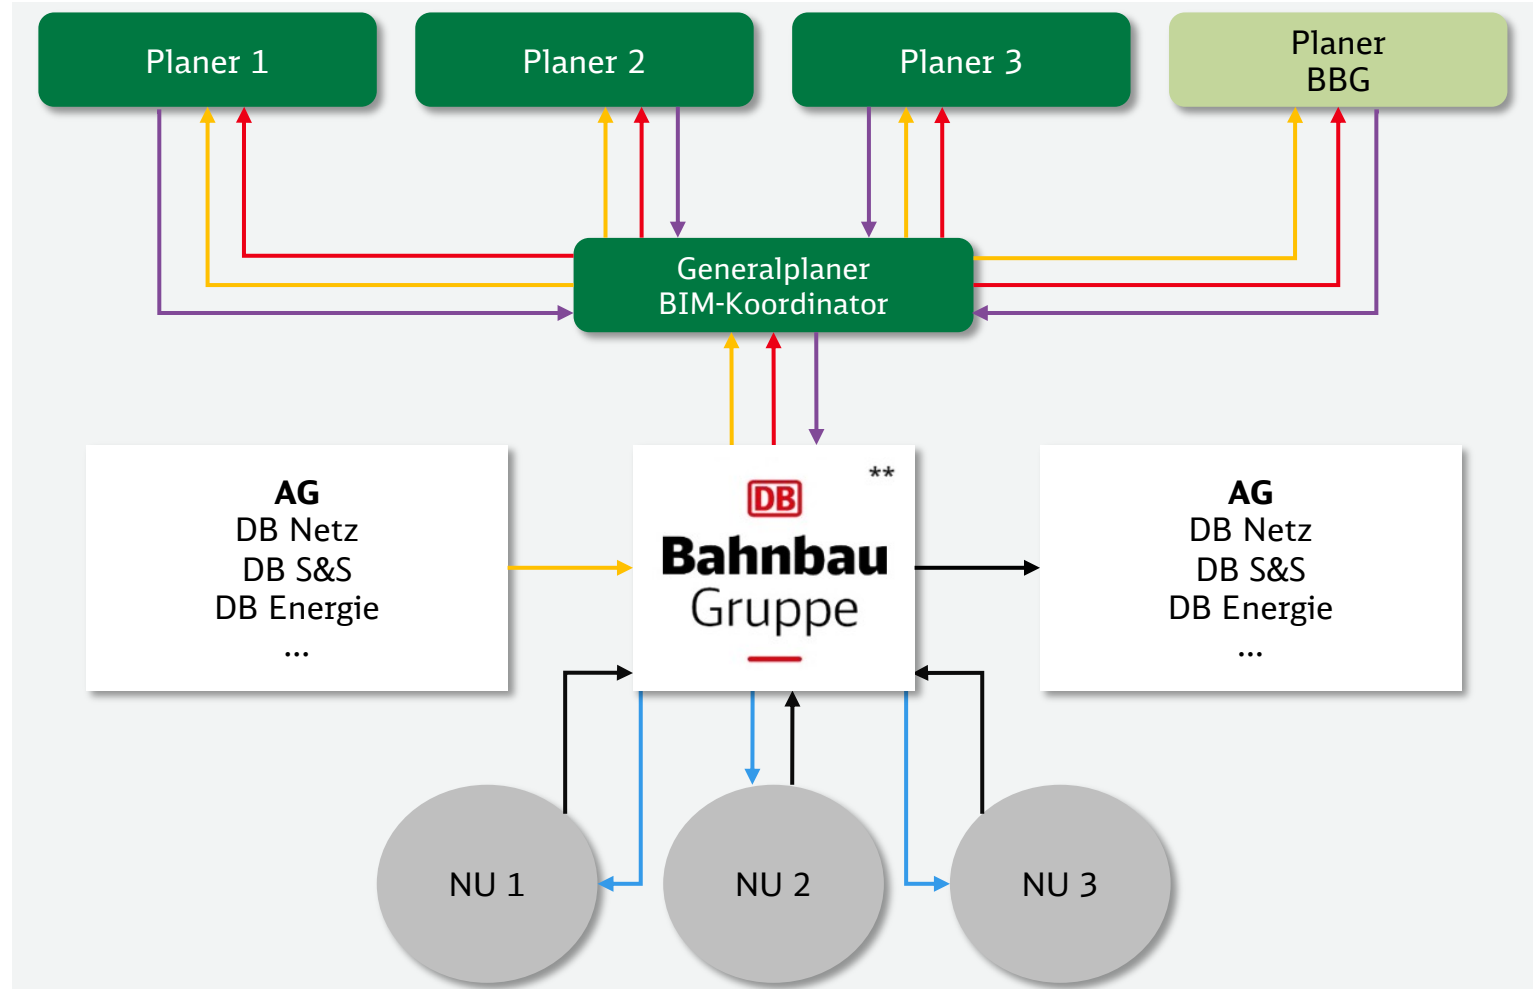 Planer 1
Planer 2
Planer 3
Planer
BBG
Generalplaner
BIM-Koordinator
AG
DB Netz
DB S&S
DB Energie
...
**
DB
Bahnbau
Gruppe
AG
DB Netz
DB S&S
DB Energie
...
NU 1
NU 2
NU 3